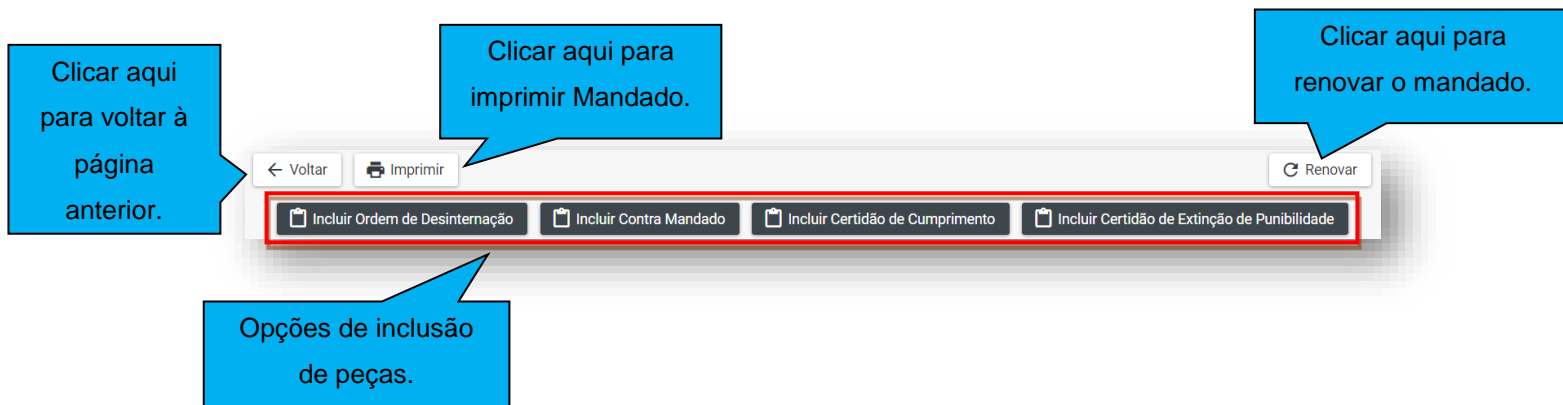 Clicar aqui
para voltar à
página
anterior.
Clicar aqui para
imprimir Mandado.
Clicar aqui para
renovar o mandado.
Voltar
Imprimir
Renovar
Incluir Ordem de Desinternação
Incluir Contra Mandado
Incluir Certidão de Cumprimento
Incluir Certidão de Extinção de Punibilidade
Opções de inclusão
de peças.